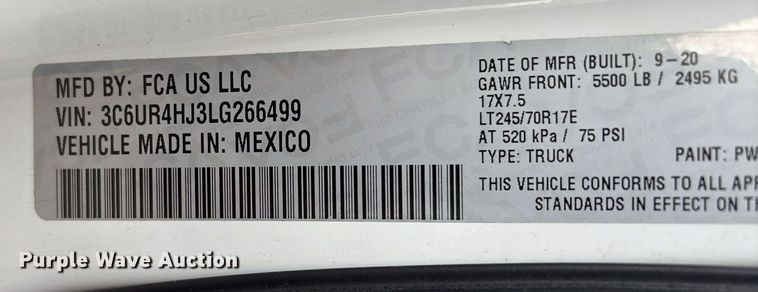 MFD BY: FCA US LLC
VIN: 3C6UR4HJ3LG266499
VEHICLE MADE IN: MEXICO
DATE OF MFR (BUILT): 9-20
GAWR FRONT: 5500 LB / 2495 KG
17X7.5
LT245/70R17E
AT 520 kPa / 75 PSI
TYPE: TRUCK PAINT: PW
THIS VEHICLE CONFORMS TO ALL APP
STANDARDS IN EFFECT ON TH
Purple Wave Auction